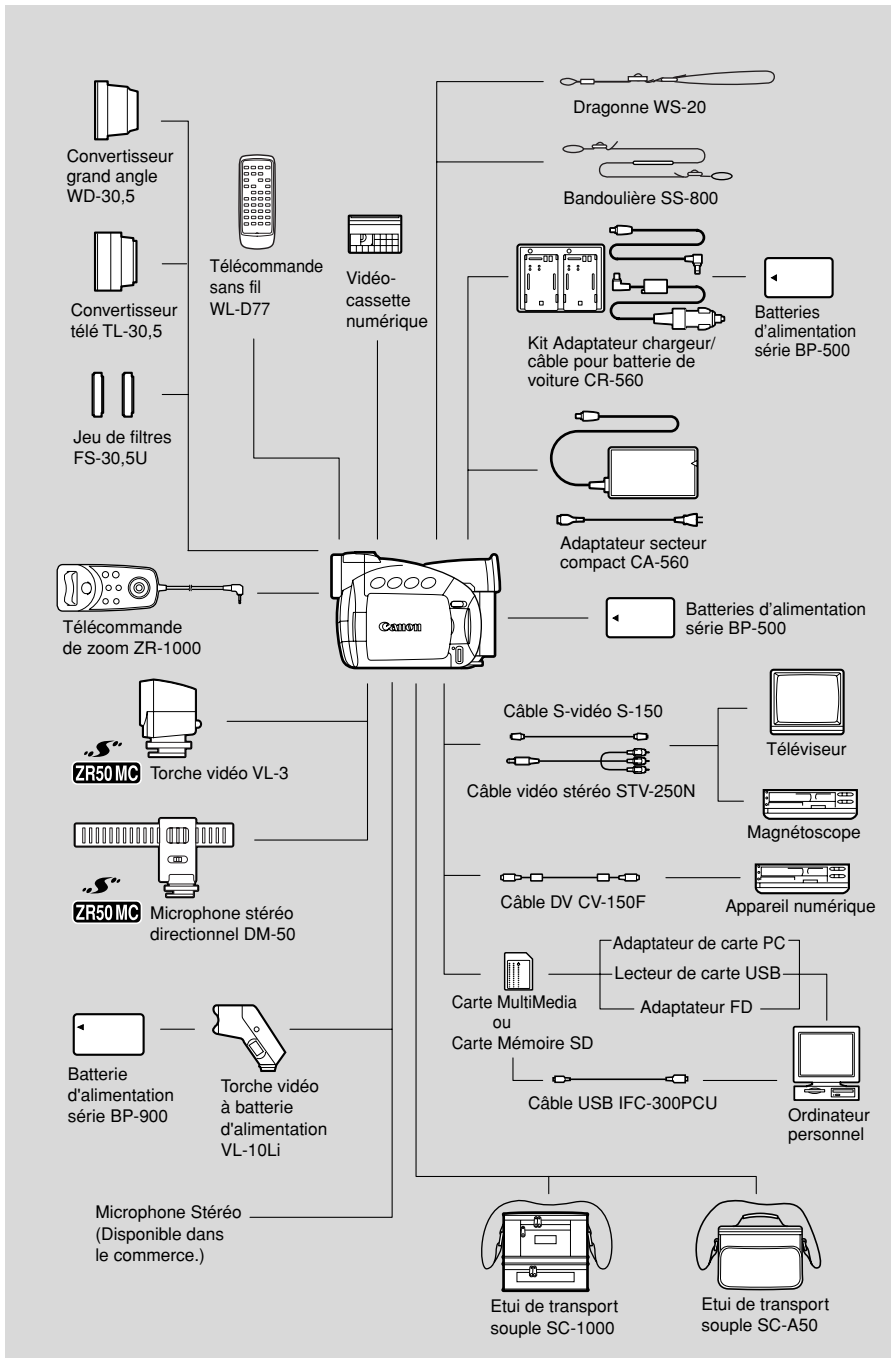 Convertisseur
grand angle
WD-30,5
Convertisseur
télé TL-30,5
Jeu de filtres
FS-30,5U
Télécommande
sans fil
WL-D77
Vidéo-
cassette
numérique
Dragonne WS-20
Bandoulière SS-800
Kit Adaptateur chargeur/
câble pour batterie de
voiture CR-560
Batteries
d'alimentation
série BP-500
Adaptateur secteur
compact CA-560
Télécommande
de zoom ZR-1000
Canon
Batteries d'alimentation
série BP-500
S
ZR50 MC Torche vidéo VL-3
S
ZR50 MC Microphone stéréo
directionnel DM-50
Câble S-vidéo S-150
Câble vidéo stéréo STV-250N
Téléviseur
Magnétoscope
Câble DV CV-150F
Appareil numérique
Carte MultiMedia
ou
Carte Mémoire SD
Adaptateur de carte PC
Lecteur de carte USB
Adaptateur FD
Câble USB IFC-300PCU
Ordinateur
personnel
Batterie
d'alimentation
série BP-900
Torche vidéo
à batterie
d'alimentation
VL-10Li
Microphone Stéréo
(Disponible dans
le commerce.)
Etui de transport
souple SC-1000
Etui de transport
souple SC-A50